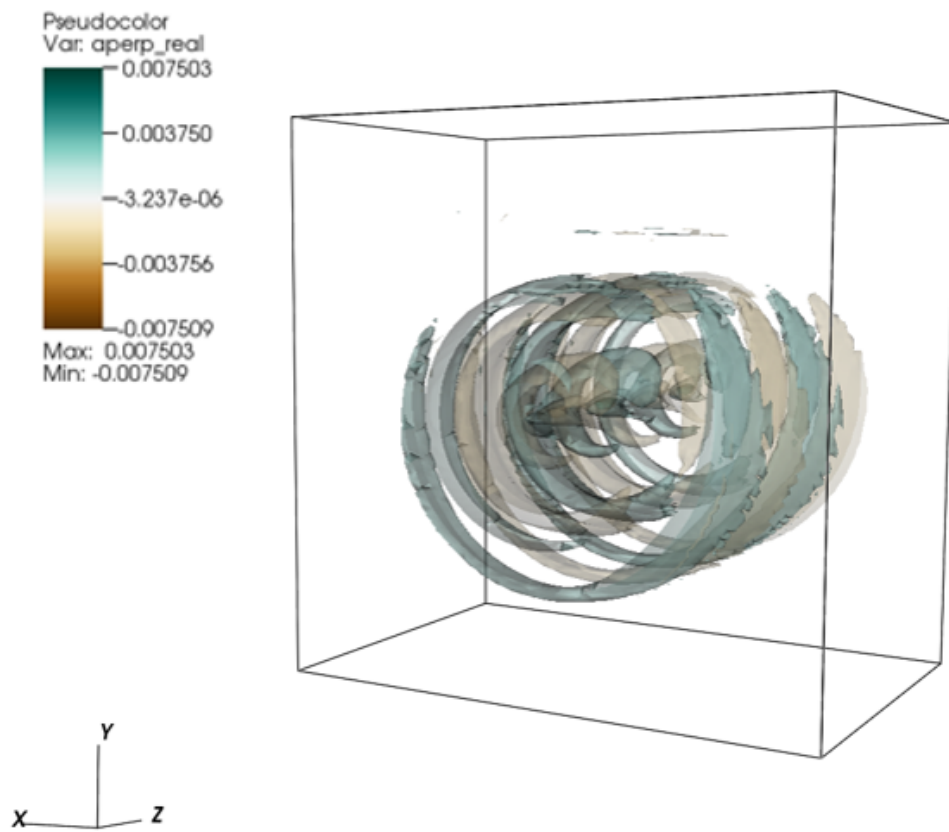 Pseudocolor
Var: aperp_real
0.007503
0.003750
-3.237e-06
-0.003756
-0.007509
Max: 0.007503
Min: -0.007509
Y
X
Z